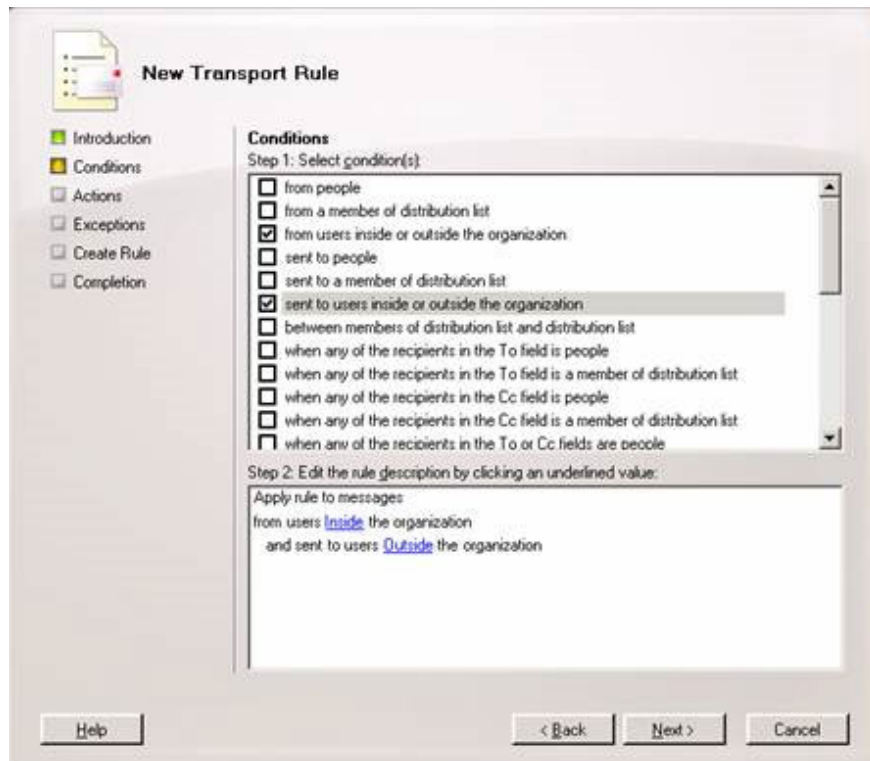 New Transport Rule
Introduction
Conditions
Actions
Exceptions
Create Rule
Completion
Conditions
Step 1: Select condition(s):
from people
from a member of distribution list
from users inside or outside the organization
sent to people
sent to a member of distribution list
sent to users inside or outside the organization
between members of distribution list and distribution list
when any of the recipients in the To field is people
when any of the recipients in the To field is a member of distribution list
when any of the recipients in the Cc field is people
when any of the recipients in the Cc field is a member of distribution list
when any of the recipients in the To or Cc fields are people
Step 2: Edit the rule description by clicking an underlined value:
Apply rule to messages
from users Inside the organization
and sent to users Outside the organization
Help
< Back
Next >
Cancel